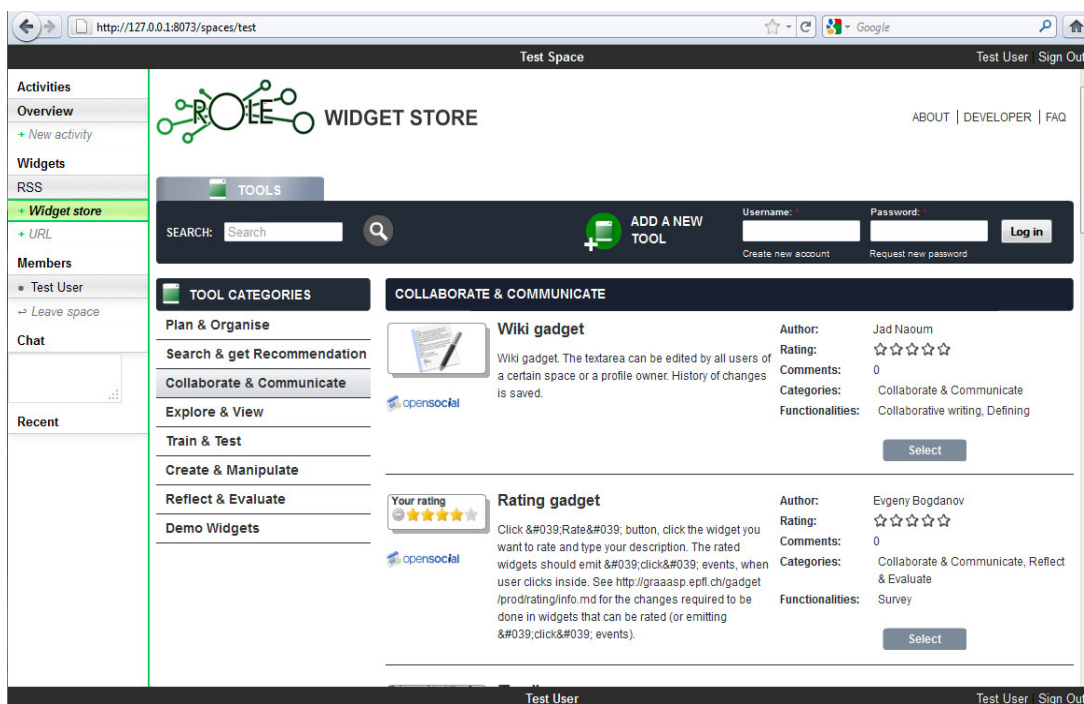 http://127.0.0.1:8073/spaces/test
Google
Test Space
Test User | Sign Out
Activities
Overview
+ New activity
Widgets
RSS
+ Widget store
+ URL
Members
Test User
Leave space
Chat
Recent
ROLE WIDGET STORE
ABOUT | DEVELOPER | FAQ
TOOLS
SEARCH: Search
ADD A NEW
TOOL
Username: *
Password: *
Log in
Create new account
Request new password
TOOL CATEGORIES
Plan & Organise
Search & get Recommendation
Collaborate & Communicate
Explore & View
Train & Test
Create & Manipulate
Reflect & Evaluate
Demo Widgets
COLLABORATE & COMMUNICATE
opensocial
Wiki gadget
Wiki gadget. The textarea can be edited by all users of
a certain space or a profile owner. History of changes
is saved.
Author: Jad Naoum
Rating:
Comments: 0
Categories: Collaborate & Communicate
Functionalities: Collaborative writing, Defining
Select
Your rating
opensocial
Rating gadget
Click &#039;Rate&#039; button, click the widget you
want to rate and type your description. The rated
widgets should emit &#039;click&#039; events, when
user clicks inside. See http://graaasp.epfl.ch/gadget
/prod/rating/info.md for the changes required to be
done in widgets that can be rated (or emitting
&#039;click&#039; events).
Author: Evgeny Bogdanov
Rating:
Comments: 0
Categories: Collaborate & Communicate, Reflect
& Evaluate
Functionalities: Survey
Select
Test User
Test User | Sign Out